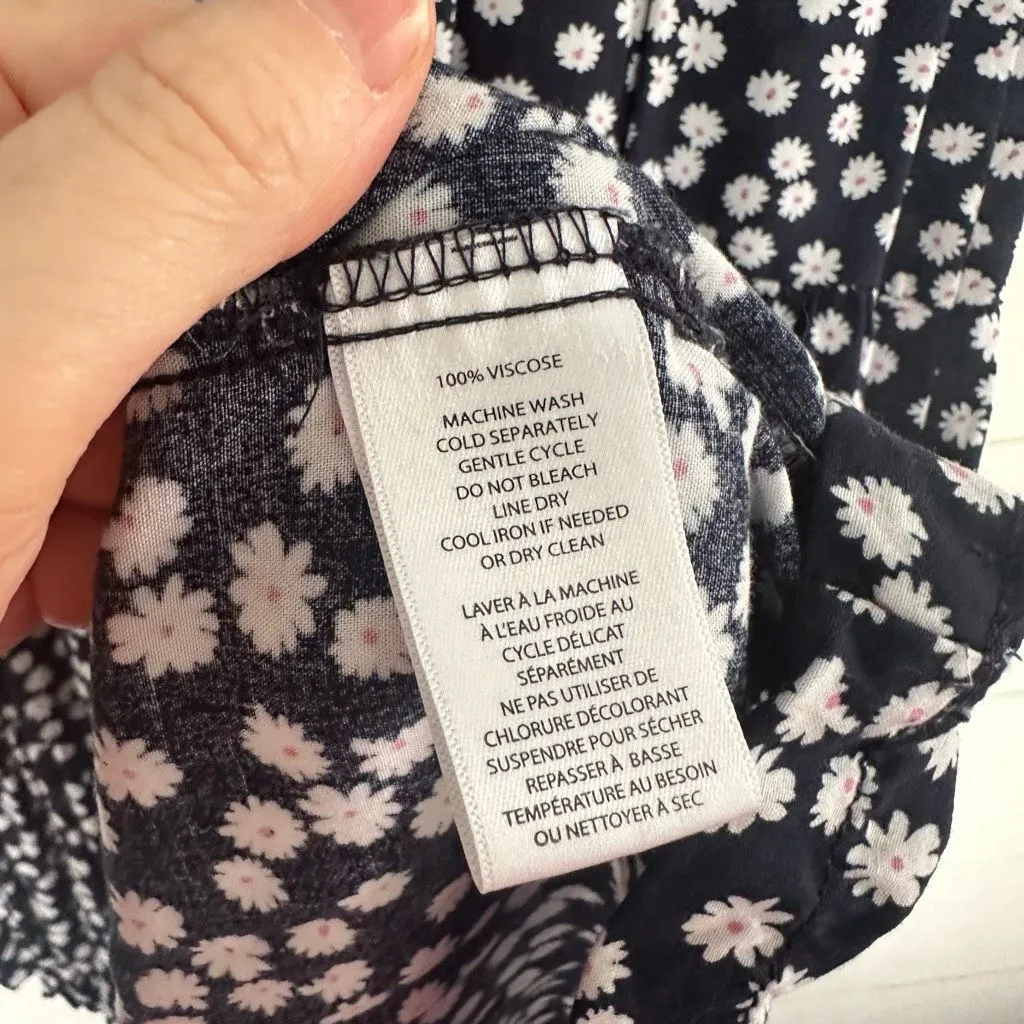 100% VISCOSE
MACHINE WASH
COLD SEPARATELY
GENTLE CYCLE
DO NOT BLEACH
LINE DRY
COOL IRON IF NEEDED
OR DRY CLEAN
LAVER À LA MACHINE
À L'EAU FROIDE AU
CYCLE DÉLICAT
SÉPARÉMENT
NE PAS UTILISER DE
CHLORURE DÉCOLORANT
SUSPENDRE POUR SÉCHER
REPASSER À BASSE
TEMPÉRATURE AU BESOIN
OU NETTOYER À SEC